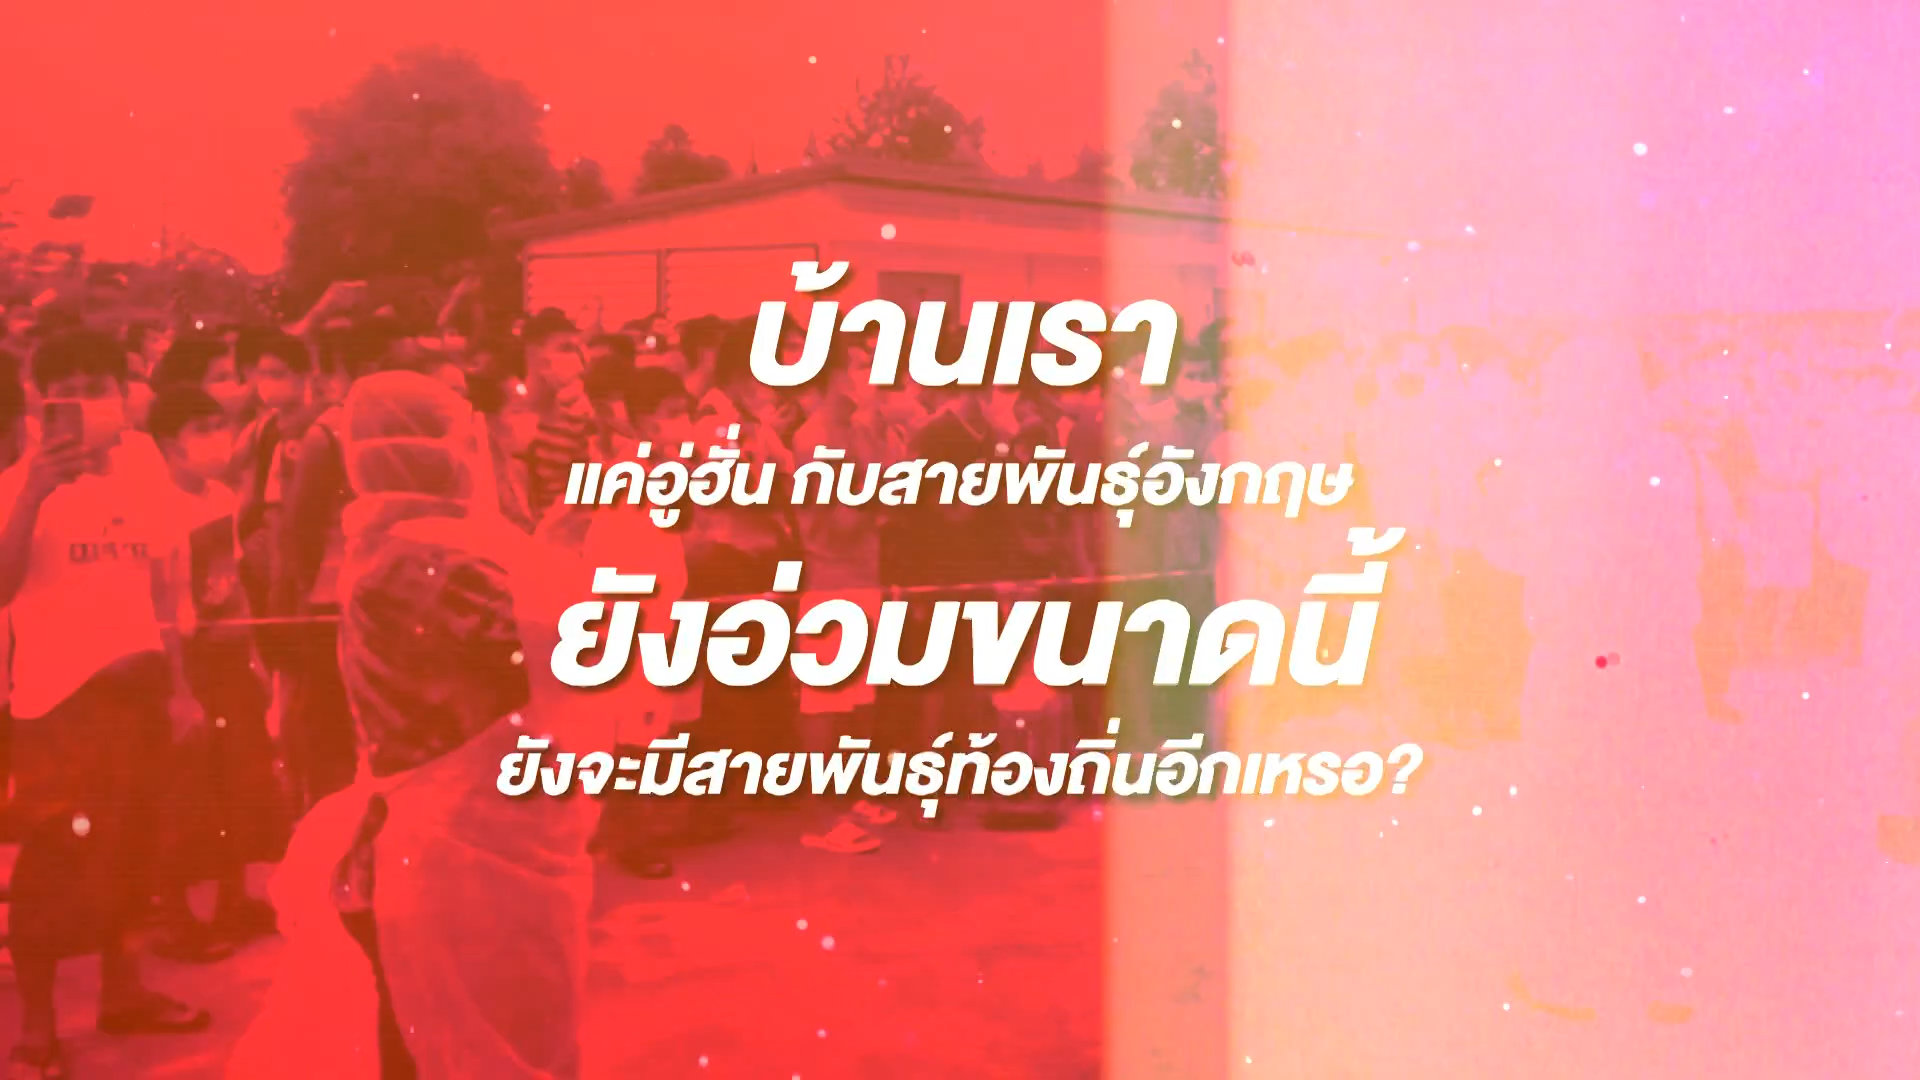 บ้านเรา
แค่อู่ฮั่น กับสายพันธุ์อังกฤษ
ยังอ่วมขนาดนี้
ยังจะมีสายพันธุ์ท้องถิ่นอีกเหรอ?